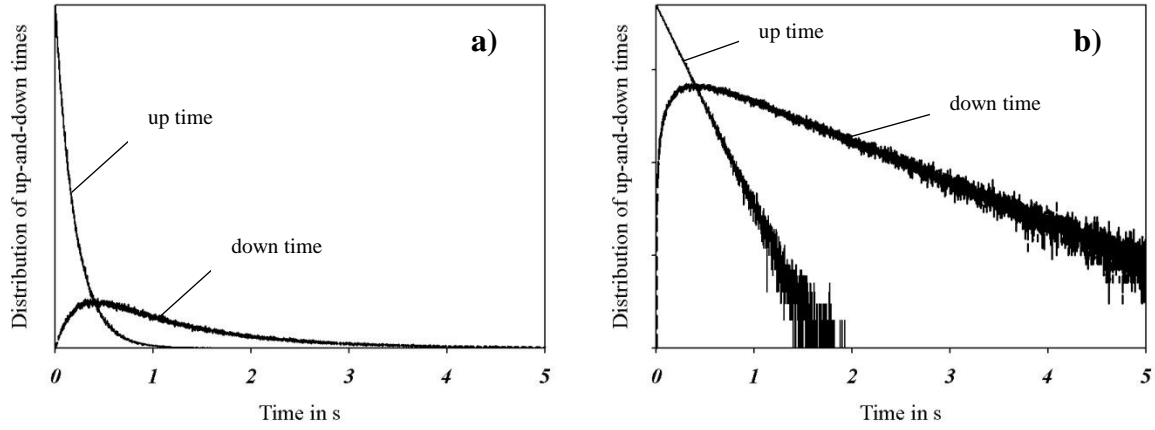 Distribution of up-and-down times
a)
up time
down time
0 1 2 3 4 5
Time in s
Distribution of up-and-down times
b)
up time
down time
0 1 2 3 4 5
Time in s